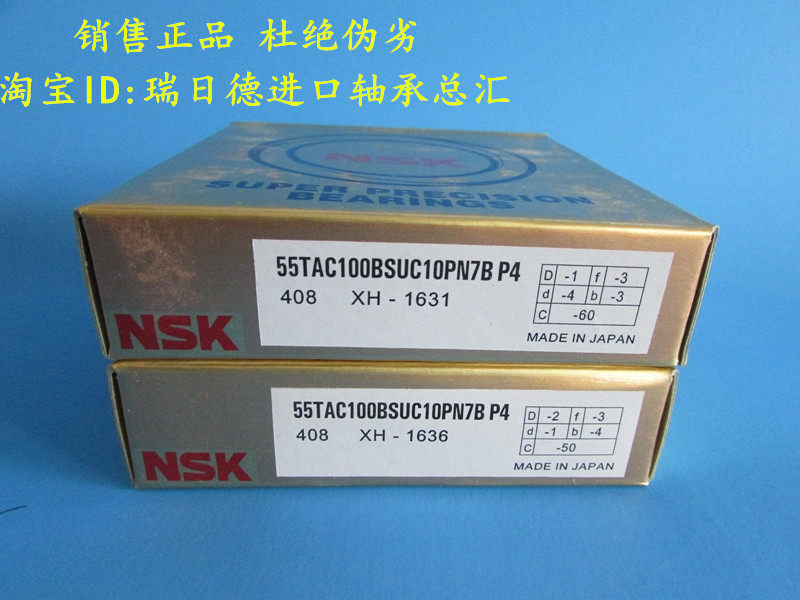 销售正品 杜绝伪劣
淘宝ID:瑞日德进口轴承总汇
NSK
SUPER PRECISION
BEARINGS
NSK
55TAC100BSUC10PN7B P4
408 XH - 1631
D -1 f -3
d -4 b -3
C -60
MADE IN JAPAN
NSK
55TAC100BSUC10PN7B P4
408 XH - 1636
D -2 f -3
d -1 b -4
C -50
MADE IN JAPAN